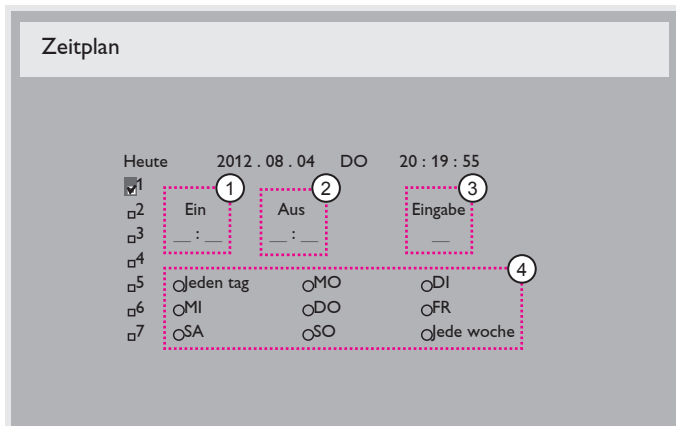 Zeitplan
Heute 2012 . 08 . 04 DO 20 : 19 : 55
1
1 2 3
2 Ein Aus Eingabe
3 __ : __ __ : __ __
4
4
5 Jeden tag MO DI
6 MI DO FR
7 SA SO Jede woche